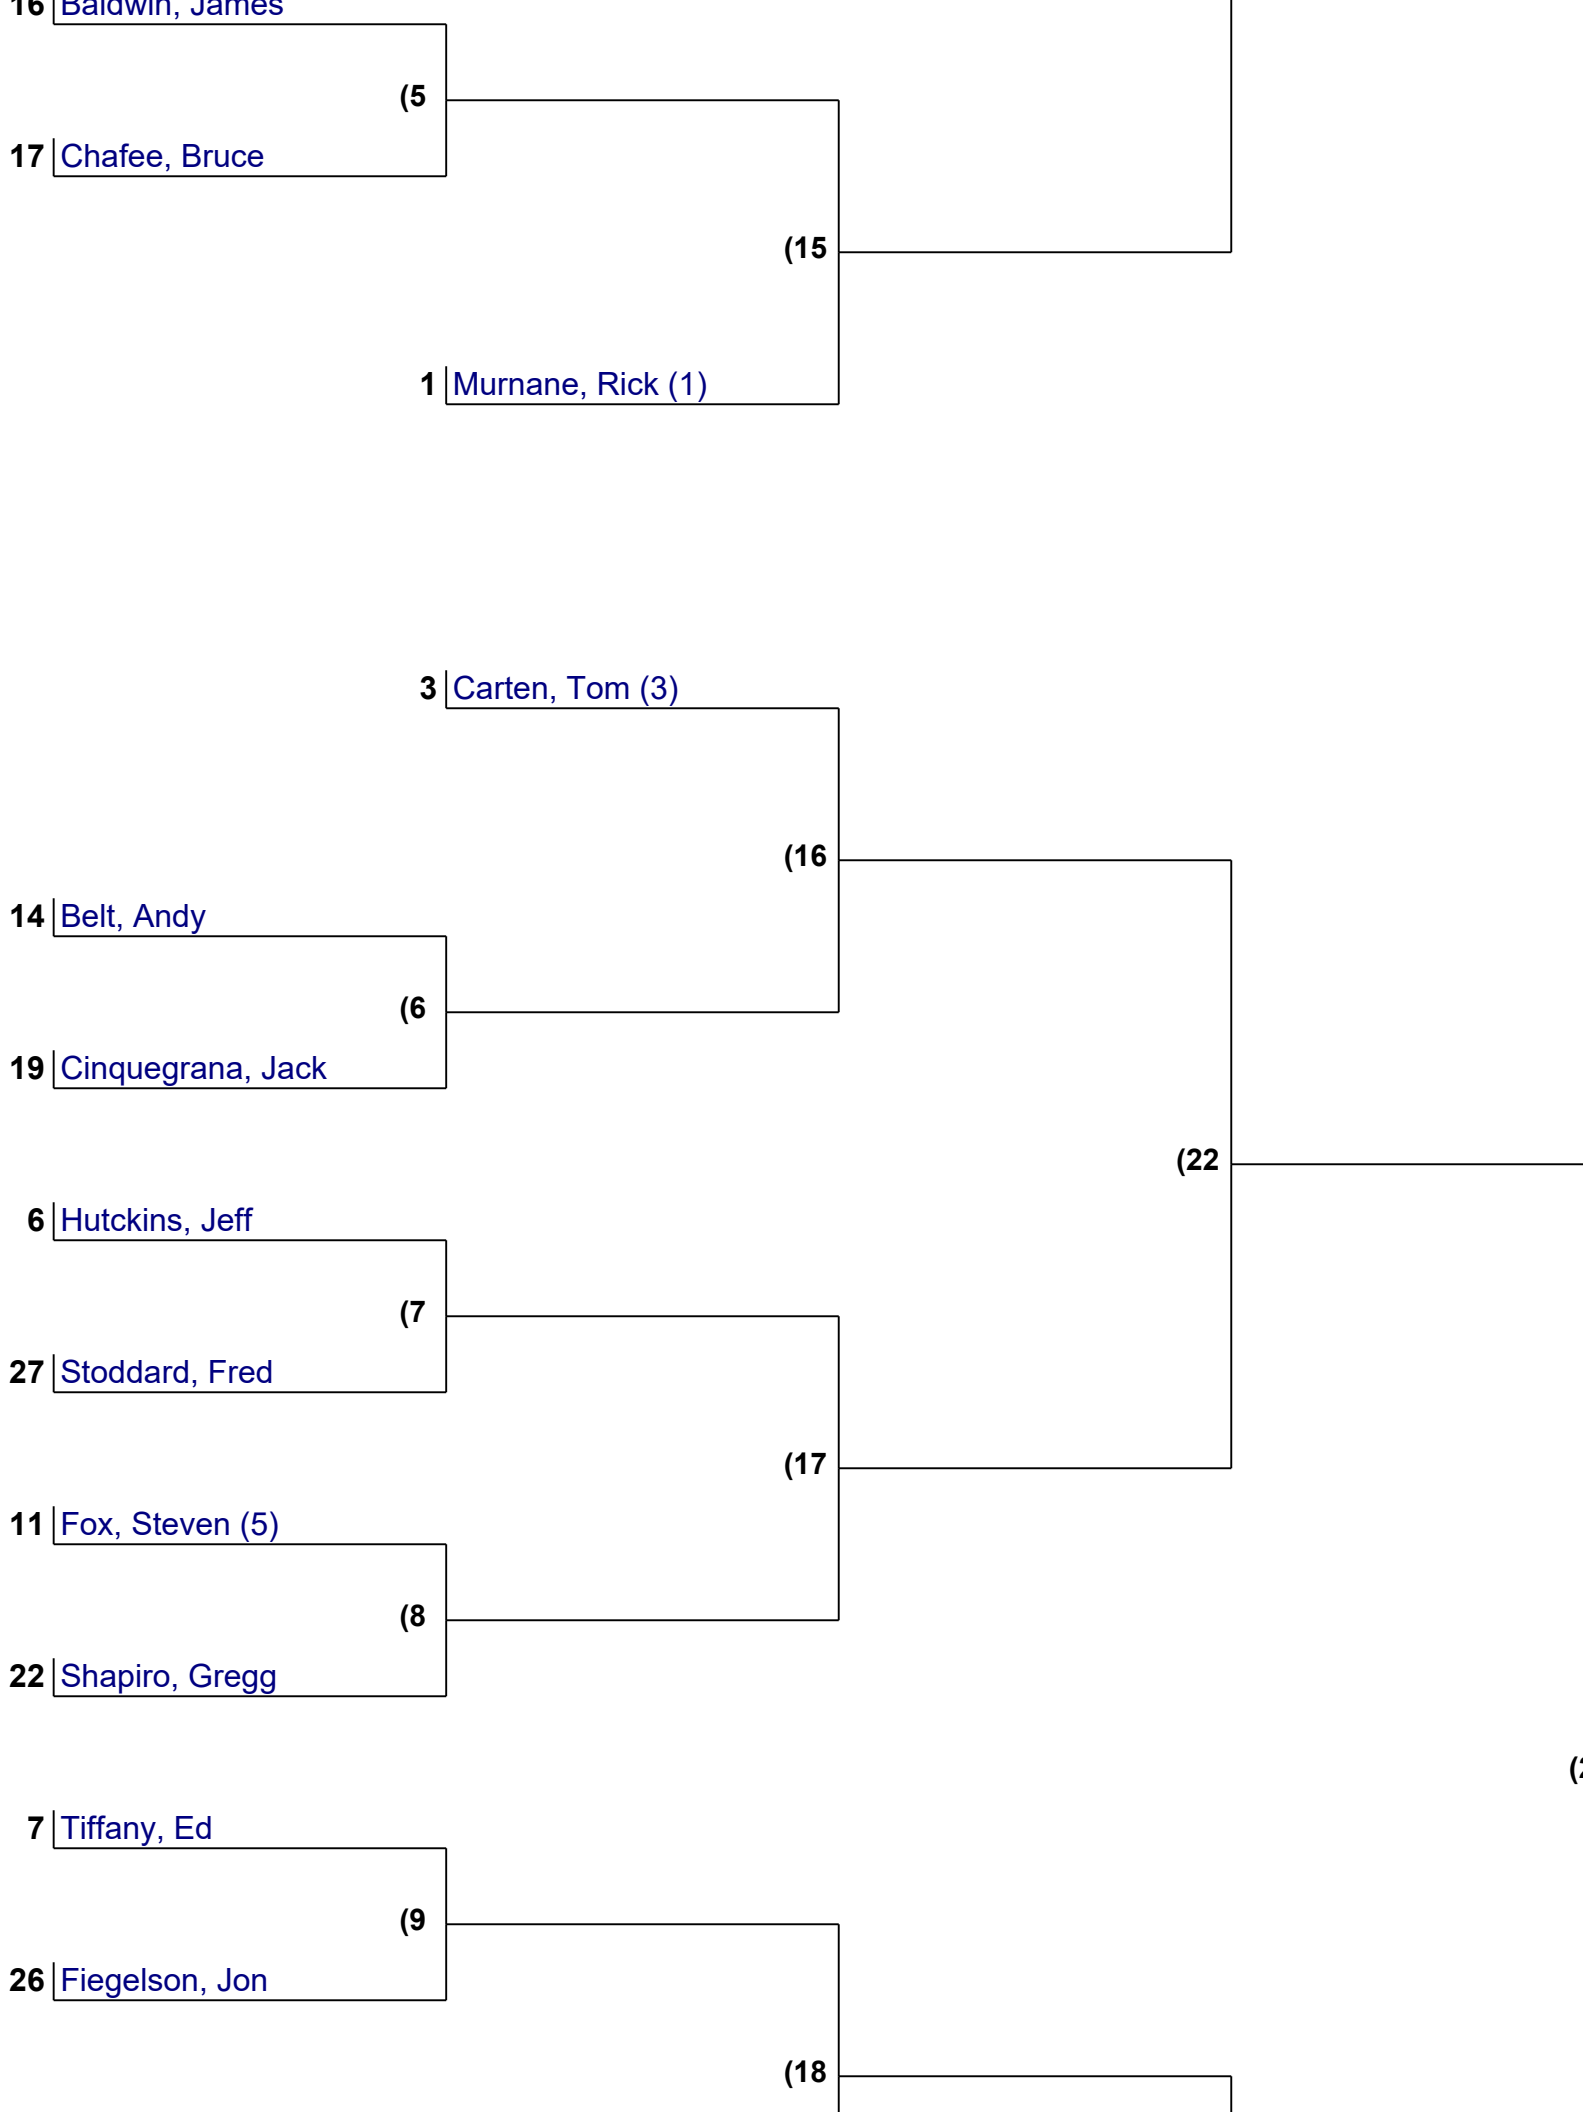 16 Baldwin, James
(5
17 Chafee, Bruce
(15
1 Murnane, Rick (1)
3 Carten, Tom (3)
(16
14 Belt, Andy
(6
19 Cinquegrana, Jack
(22
6 Hutckins, Jeff
(7
27 Stoddard, Fred
(17
11 Fox, Steven (5)
(8
22 Shapiro, Gregg
7 Tiffany, Ed
(9
26 Fiegelson, Jon
(18